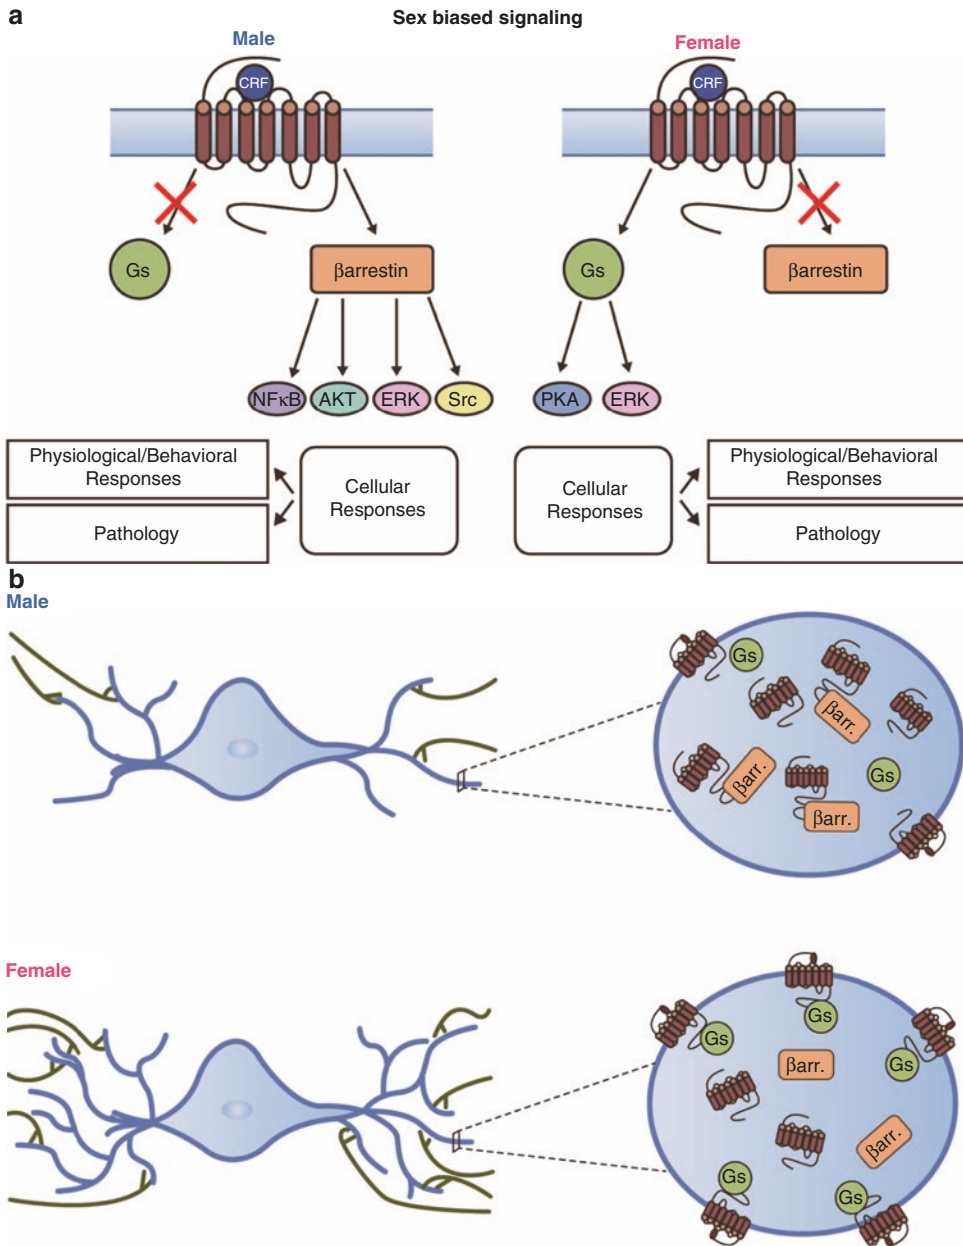 a
Sex biased signaling
Male
CRF
Gs
βarrestin
NFκB
AKT
ERK
Src
Physiological/Behavioral
Responses
Pathology
Cellular
Responses
Female
CRF
Gs
βarrestin
PKA
ERK
Cellular
Responses
Physiological/Behavioral
Responses
Pathology
b
Male
Gs
βarr.
βarr.
Gs
βarr.
Female
Gs
Gs
Gs
βarr.
βarr.
Gs
Gs